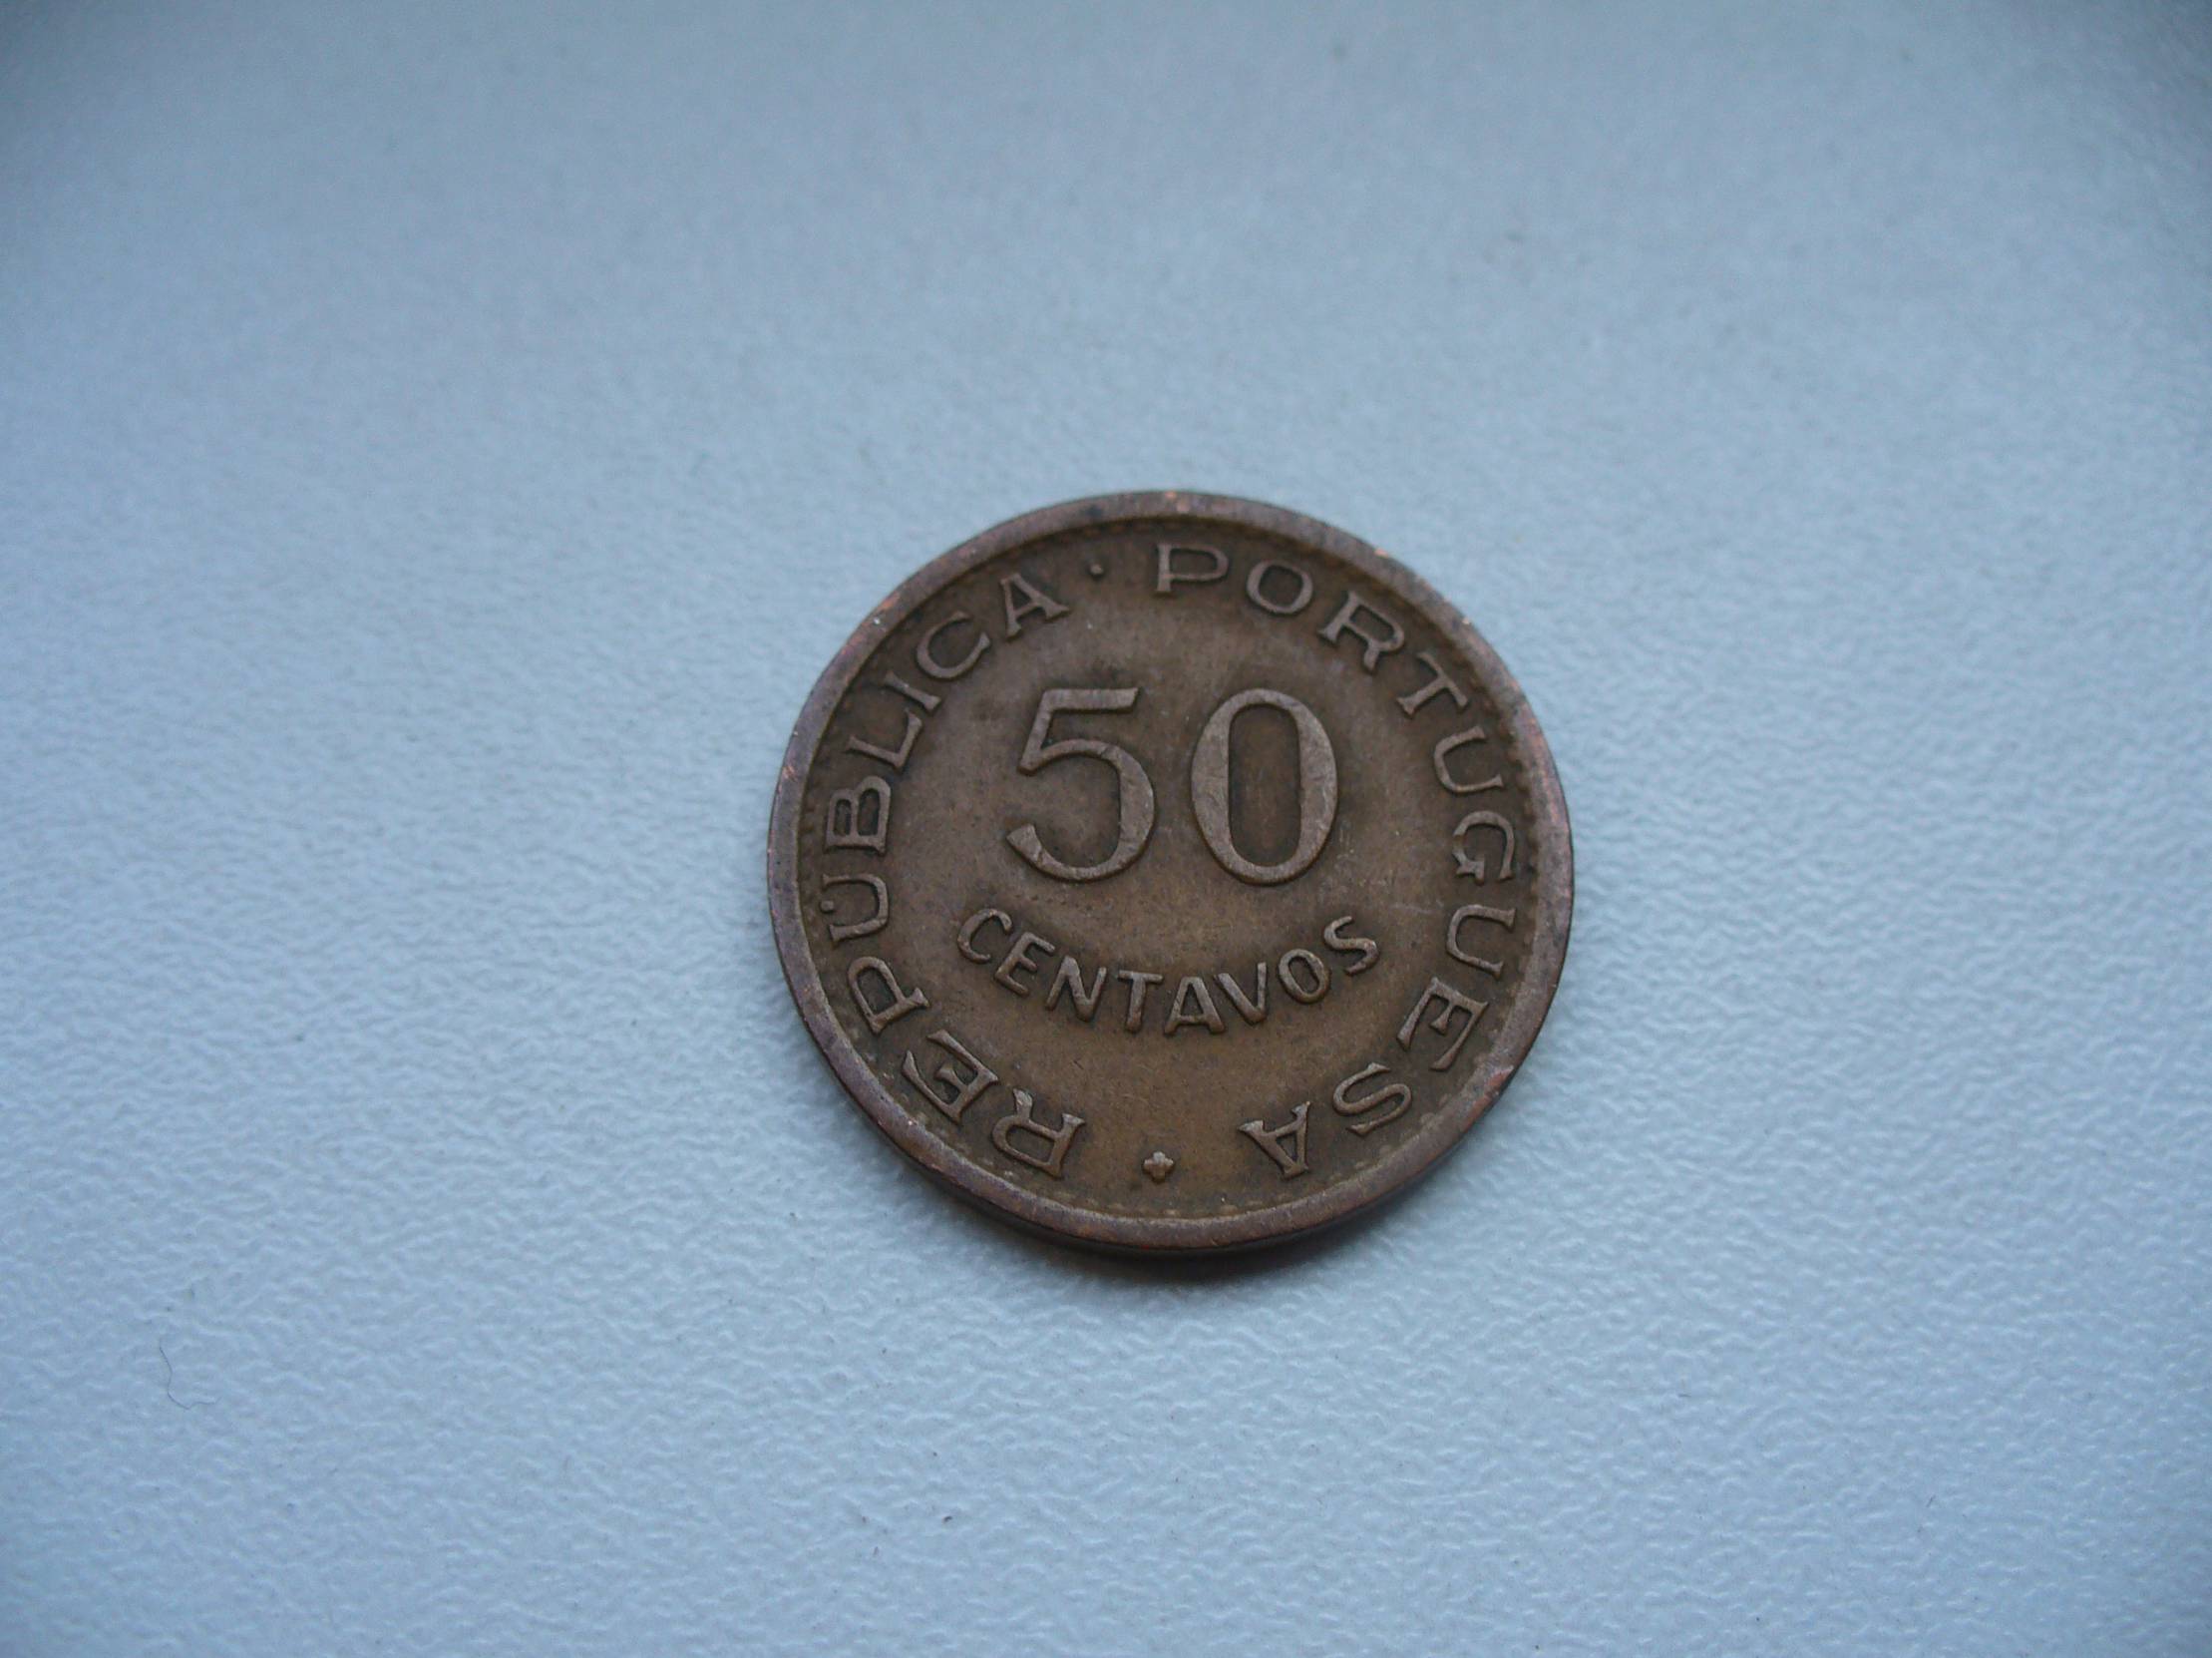 REPÚBLICA · PORTUGUESA
50
CENTAVOS